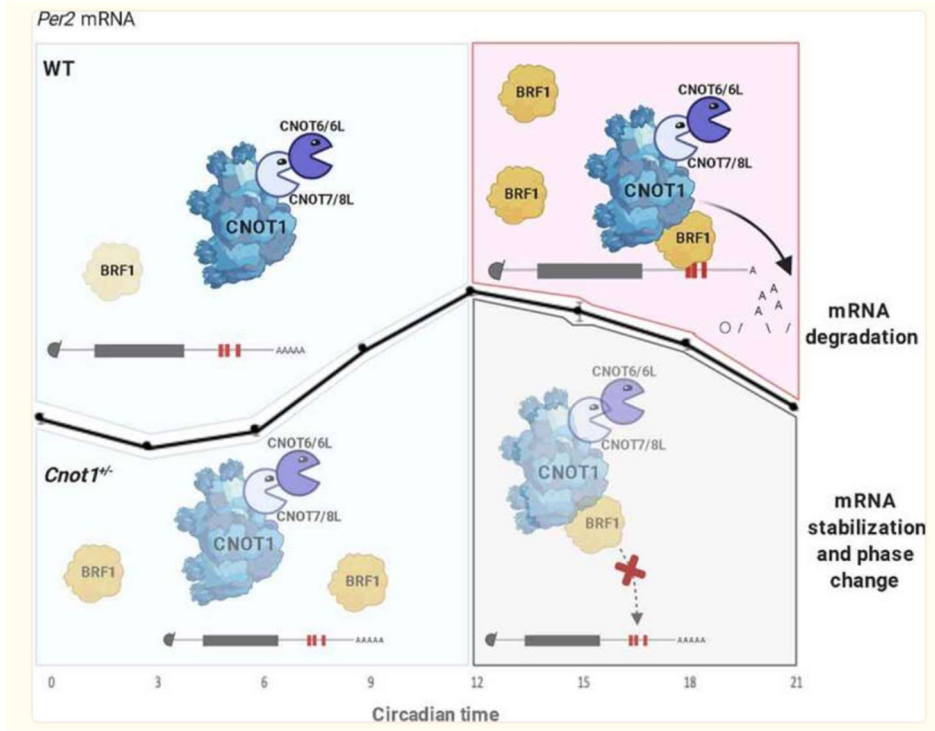 Per2 mRNA
WT
CNOT6/6L
CNOT7/8L
CNOT1
BRF1
AAAAA
BRF1
BRF1
CNOT6/6L
CNOT7/8L
CNOT1
BRF1
A
A
A
A
A
mRNA
degradation
Cnot1+/-
CNOT6/6L
CNOT7/8L
CNOT1
BRF1
BRF1
AAAAA
CNOT6/6L
CNOT7/8L
CNOT1
BRF1
AAAAA
mRNA
stabilization
and phase
change
0 3 6 9 12 15 18 21
Circadian time